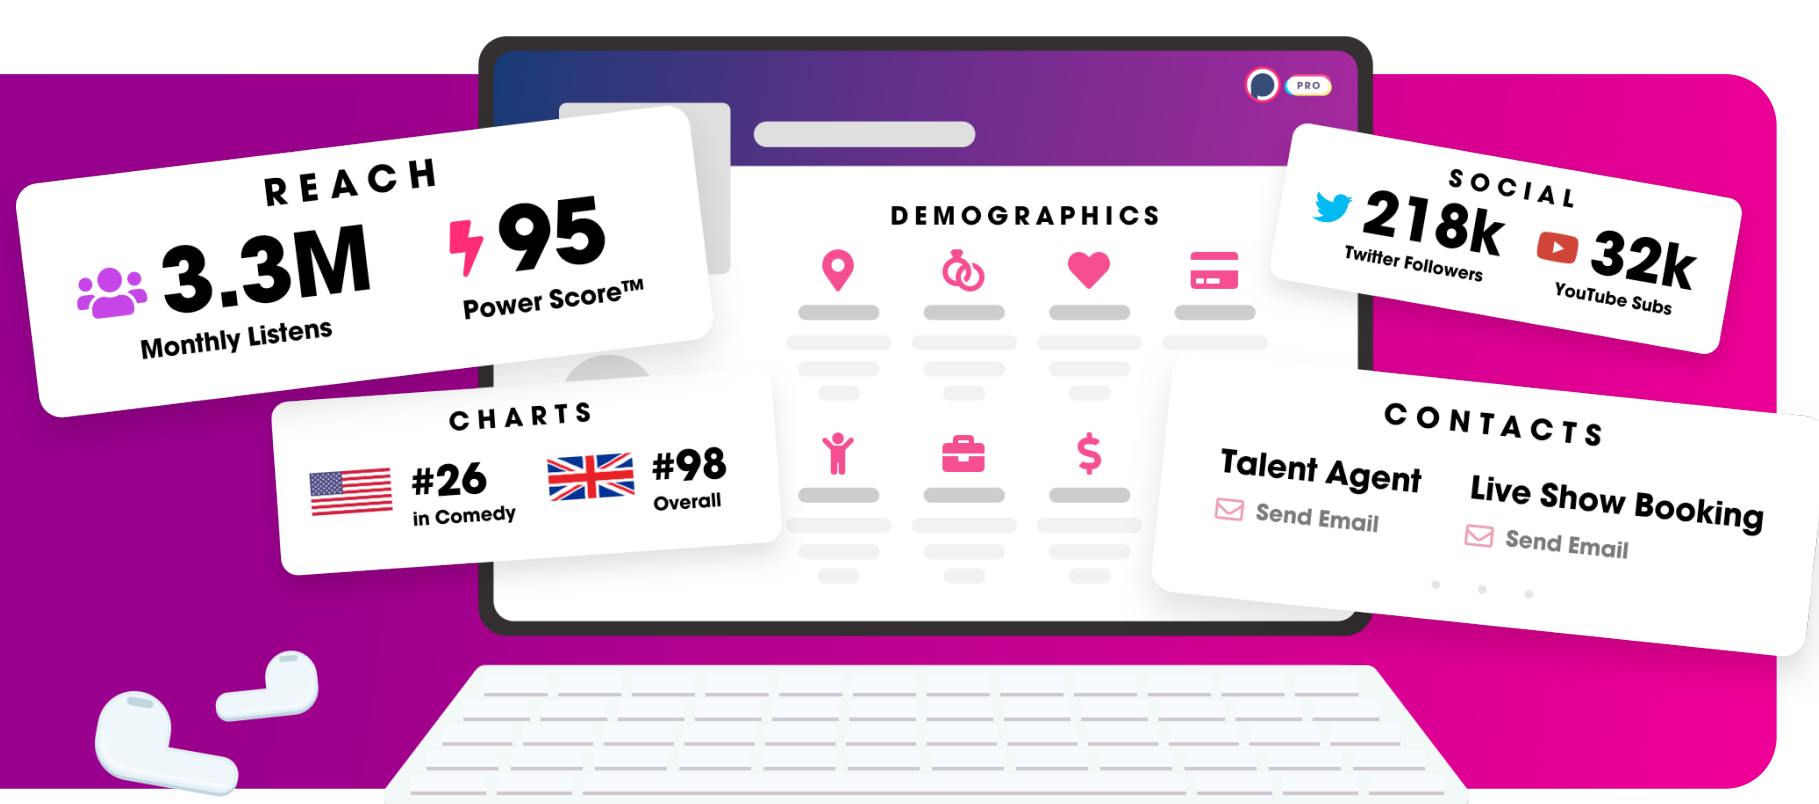 PRO
REACH
3.3M
Monthly Listens
95
Power Score™
CHARTS
#26
in Comedy
#98
Overall
DEMOGRAPHICS
SOCIAL
218k
Twitter Followers
32k
YouTube Subs
CONTACTS
Talent Agent
Send Email
Live Show Booking
Send Email